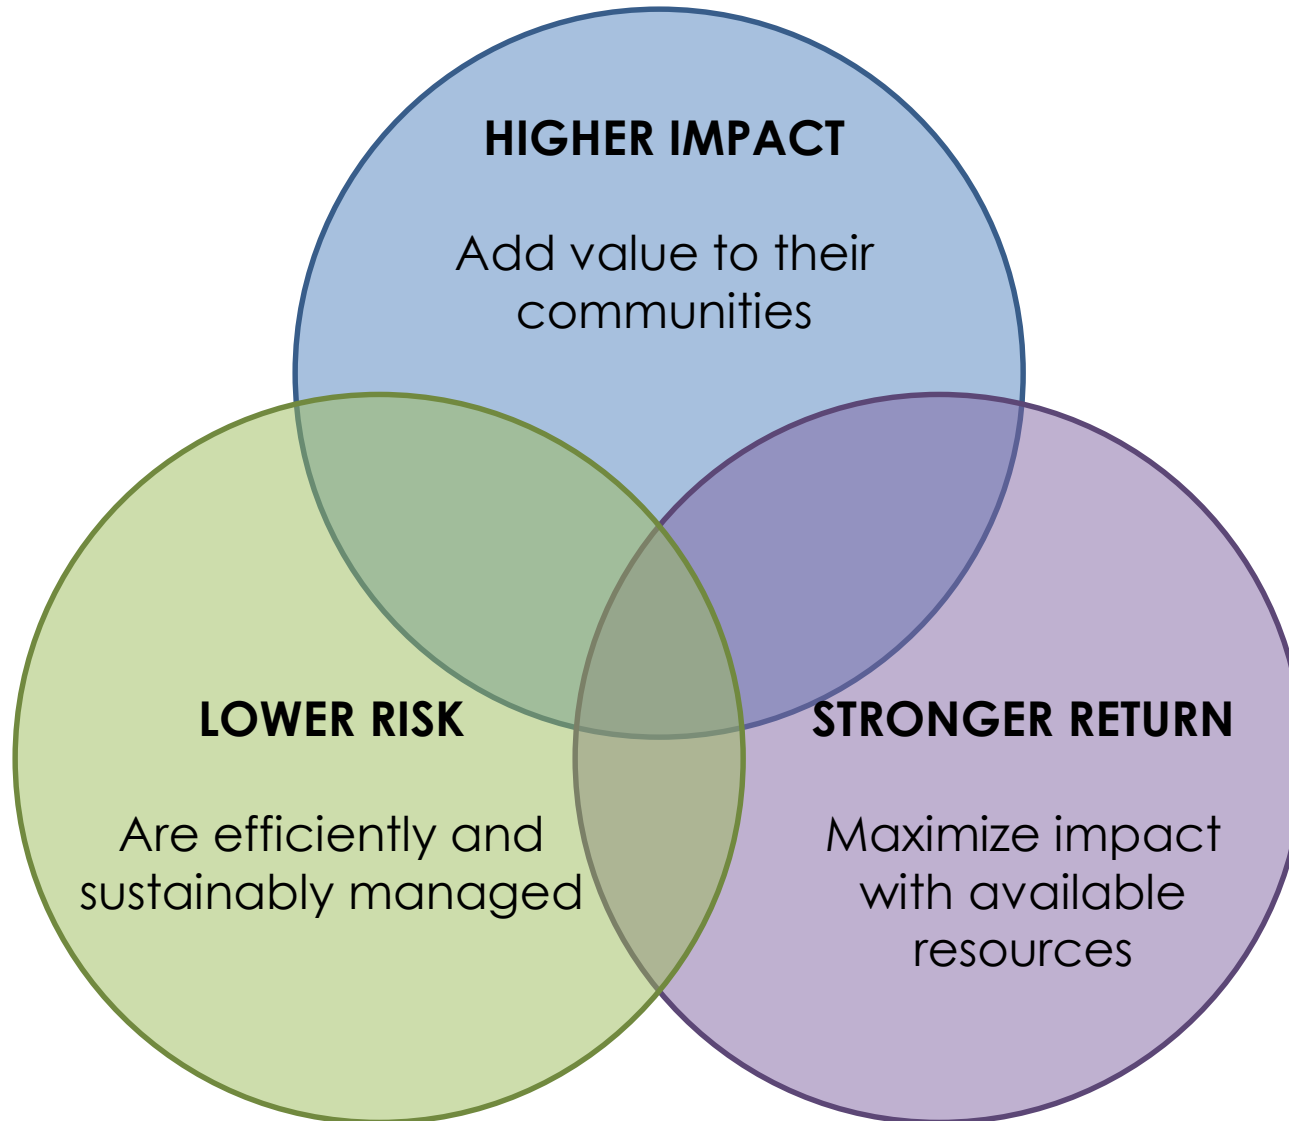 HIGHER IMPACT
Add value to their
communities
LOWER RISK
Are efficiently and
sustainably managed
STRONGER RETURN
Maximize impact
with available
resources